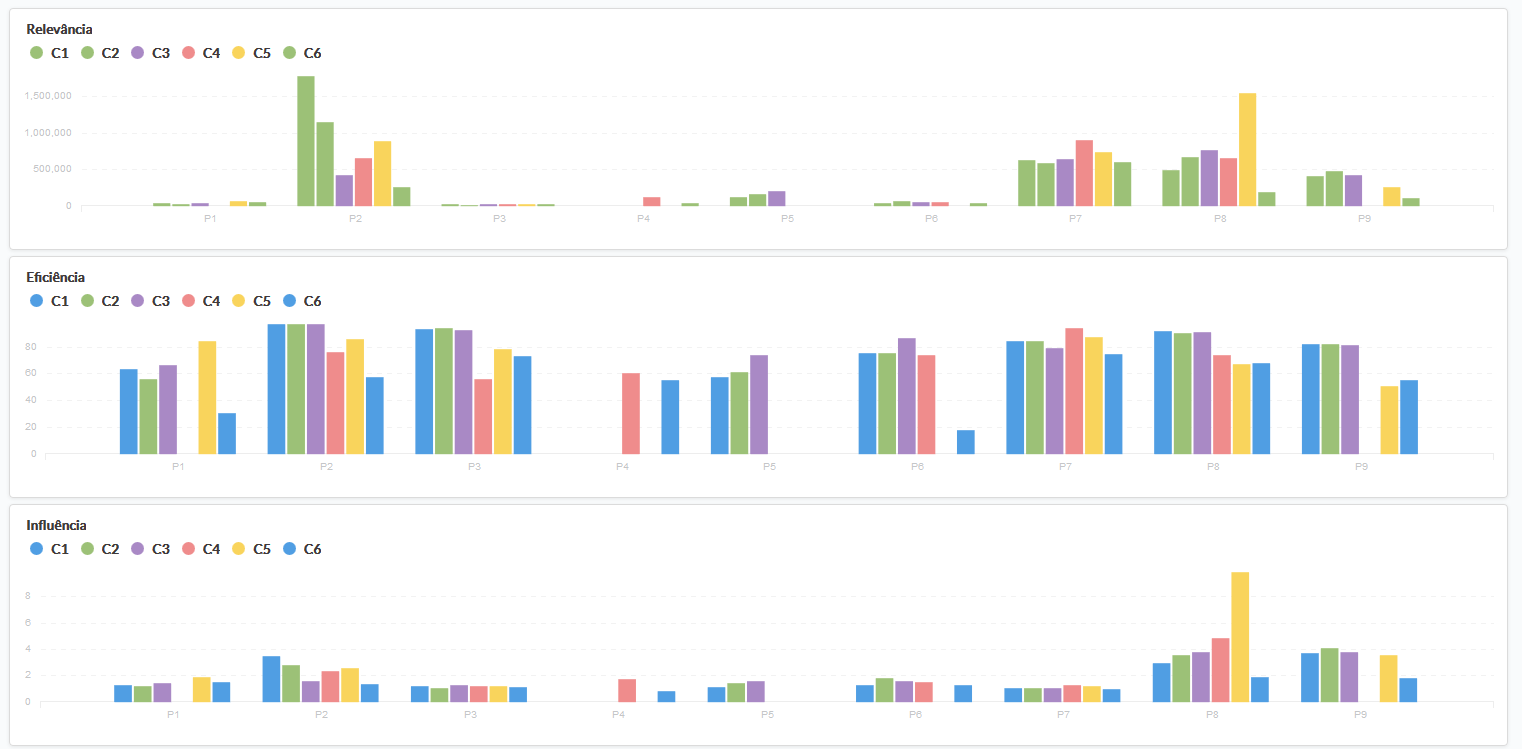 Relevância
C1 C2 C3 C4 C5 C6
1,500,000
1,000,000
500,000
0
P1 P2 P3 P4 P5 P6 P7 P8 P9
Eficiência
C1 C2 C3 C4 C5 C6
80
60
40
20
0
P1 P2 P3 P4 P5 P6 P7 P8 P9
Influência
C1 C2 C3 C4 C5 C6
8
6
4
2
0
P1 P2 P3 P4 P5 P6 P7 P8 P9